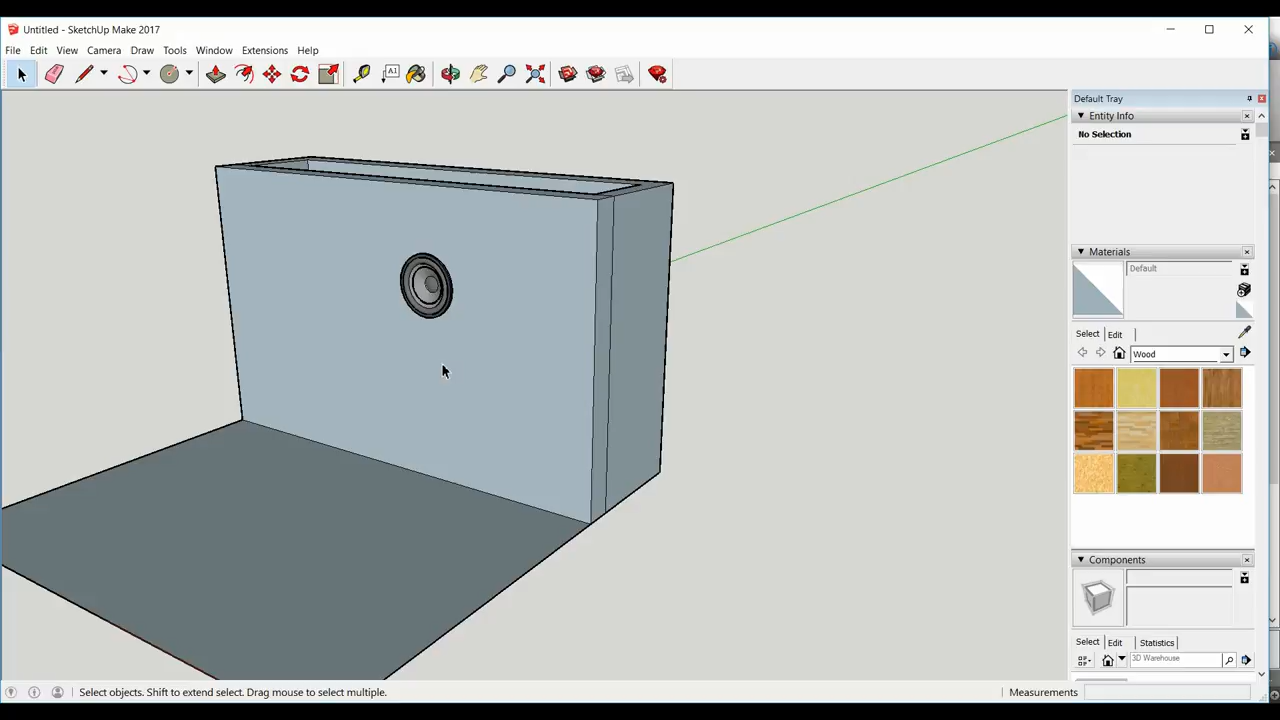 Untitled - SketchUp Make 2017
File Edit View Camera Draw Tools Window Extensions Help
A1
Default Tray
Entity Info
No Selection
Materials
Default
Select Edit
Wood
Components
Select Edit Statistics
3D Warehouse
Select objects. Shift to extend select. Drag mouse to select multiple.
Measurements